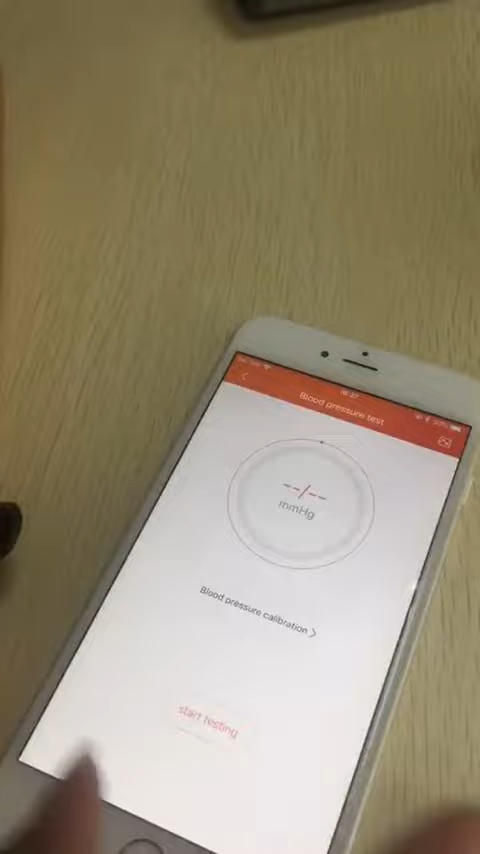 Blood pressure test
--/--
mmHg
Blood pressure calibration >
start testing